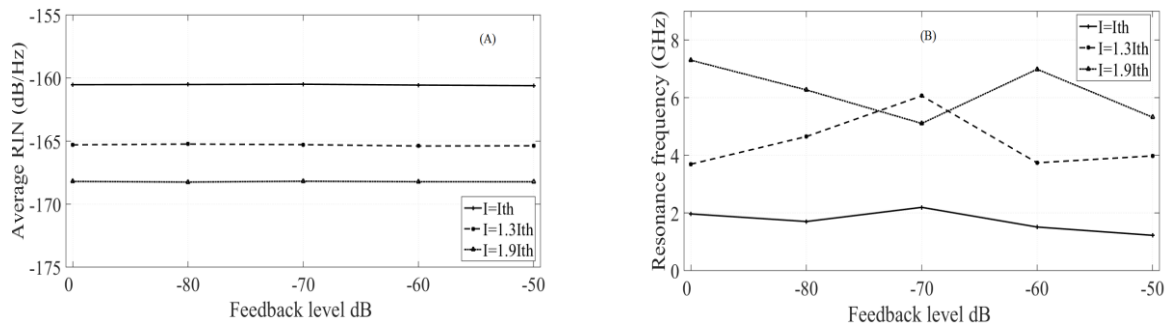 -155
-160
-165
-170
-175
Average RIN (dB/Hz)
(A)
I=Ith
I=1.3Ith
I=1.9Ith
0 -80 -70 -60 -50
Feedback level dB
8
6
4
2
0
Resonance frequency (GHz)
(B)
I=Ith
I=1.3Ith
I=1.9Ith
0 -80 -70 -60 -50
Feedback level dB